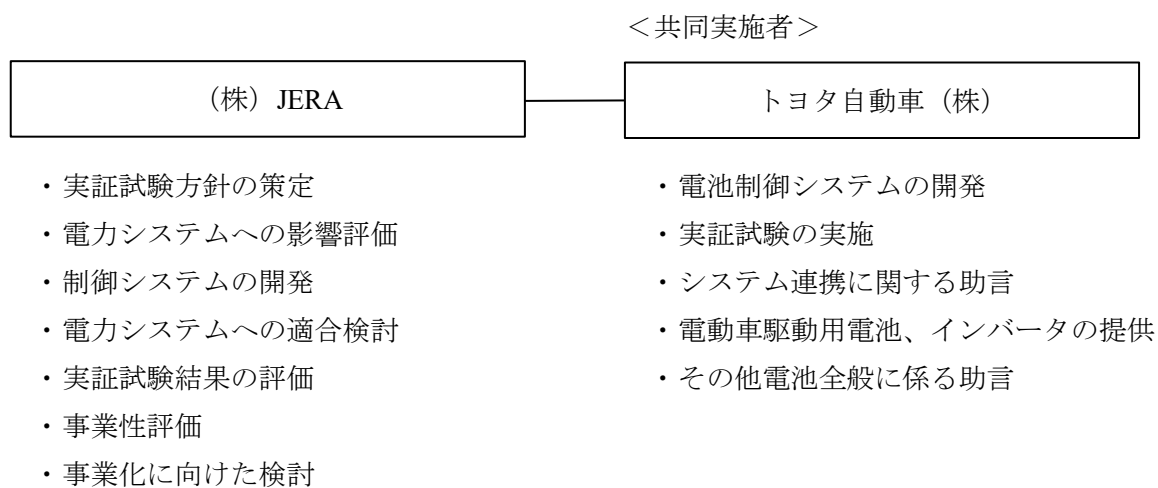 ＜共同実施者＞
（株）JERA
トヨタ自動車（株）
・実証試験方針の策定
・電力システムへの影響評価
・制御システムの開発
・電力システムへの適合検討
・実証試験結果の評価
・事業性評価
・事業化に向けた検討
・電池制御システムの開発
・実証試験の実施
・システム連携に関する助言
・電動車駆動用電池、インバータの提供
・その他電池全般に係る助言